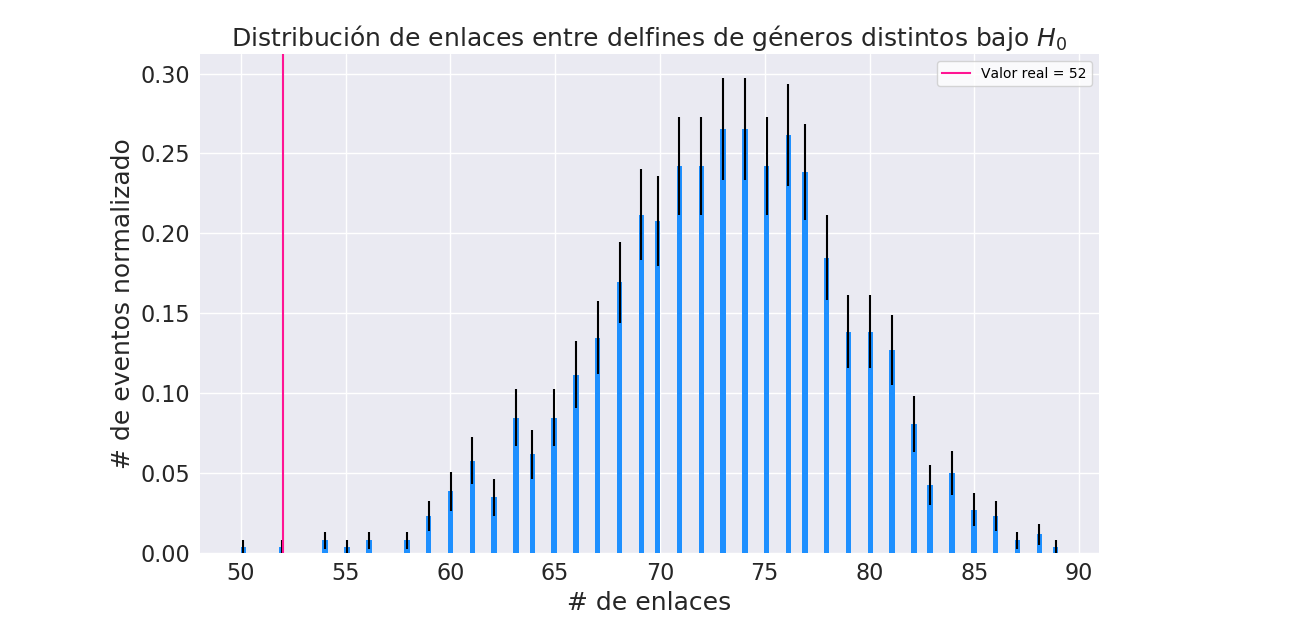 Distribución de enlaces entre delfines de géneros distintos bajo H₀
Valor real = 52
# de eventos normalizado
0.30
0.25
0.20
0.15
0.10
0.05
0.00
50 55 60 65 70 75 80 85 90
# de enlaces